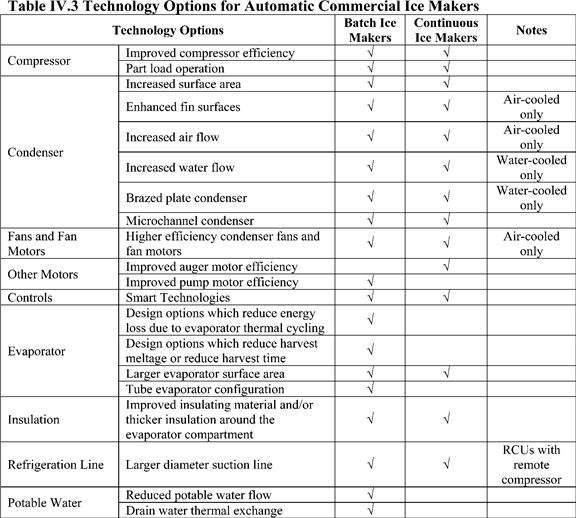 Table IV.3 Technology Options for Automatic Commercial Ice Makers
Technology Options
Batch Ice
Makers
Continuous
Ice Makers
Notes
Compressor
Improved compressor efficiency
√
√
Part load operation
√
√
Condenser
Increased surface area
√
√
Enhanced fin surfaces
√
√
Air-cooled
only
Increased air flow
√
√
Air-cooled
only
Increased water flow
√
√
Water-cooled
only
Brazed plate condenser
√
√
Water-cooled
only
Microchannel condenser
√
√
Fans and Fan
Motors
Higher efficiency condenser fans and
fan motors
√
√
Air-cooled
only
Other Motors
Improved auger motor efficiency
√
Improved pump motor efficiency
√
Controls
Smart Technologies
√
√
Evaporator
Design options which reduce energy
loss due to evaporator thermal cycling
√
Design options which reduce harvest
meltage or reduce harvest time
√
Larger evaporator surface area
√
√
Tube evaporator configuration
√
Insulation
Improved insulating material and/or
thicker insulation around the
evaporator compartment
√
√
Refrigeration Line
Larger diameter suction line
√
√
RCUs with
remote
compressor
Potable Water
Reduced potable water flow
√
Drain water thermal exchange
√